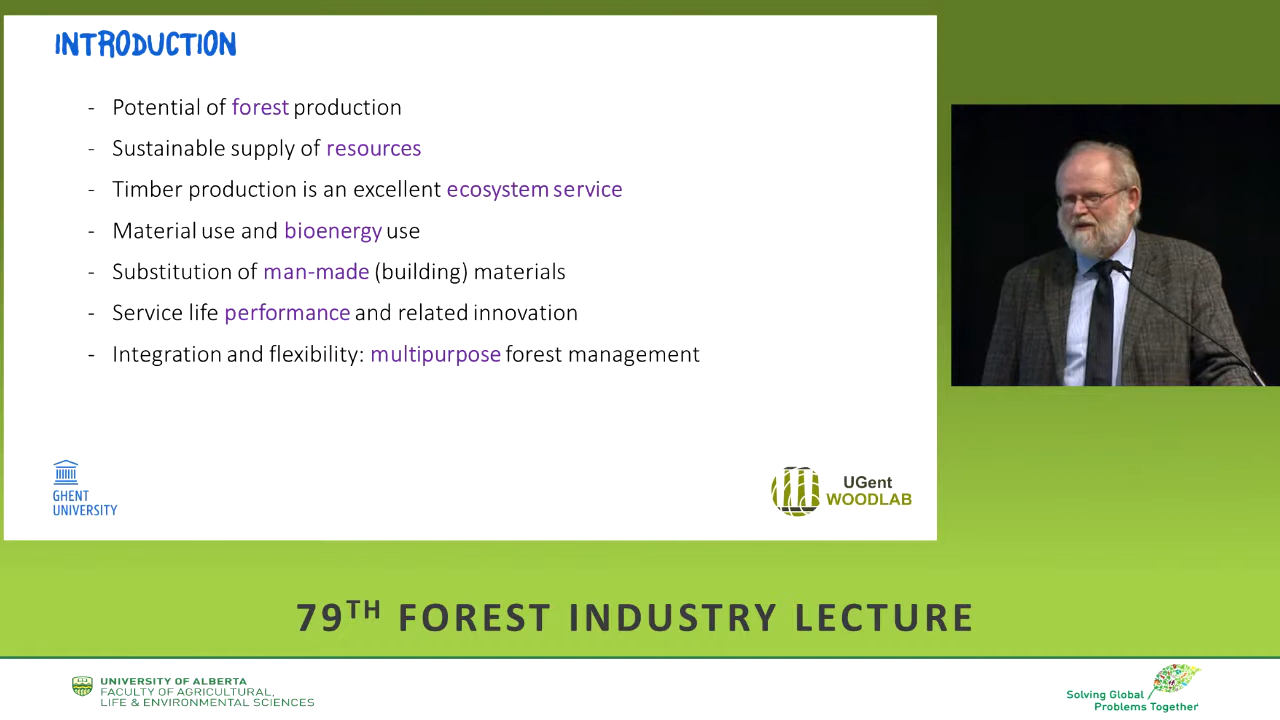 INTRODUCTION
- Potential of forest production
- Sustainable supply of resources
- Timber production is an excellent ecosystem service
- Material use and bioenergy use
- Substitution of man-made (building) materials
- Service life performance and related innovation
- Integration and flexibility: multipurpose forest management
GHENT
UNIVERSITY
UGent
WOODLAB
79TH FOREST INDUSTRY LECTURE
UNIVERSITY OF ALBERTA
FACULTY OF AGRICULTURAL,
LIFE & ENVIRONMENTAL SCIENCES
Solving Global
Problems Together